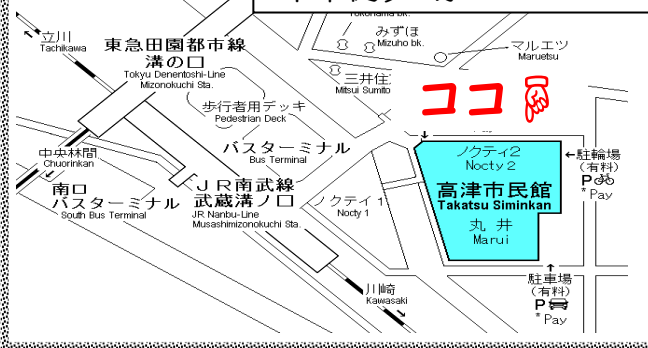 Yokohama bk.
立川
Tachikawa
東急田園都市線
溝の口
Tokyu Denentoshi-Line
Mizonokuchi Sta.
みずほ
Mizuho bk.
マルエツ
Maruetsu
三井住
Mitsui Sumito
ココ
歩行者用デッキ
Pedestrian Deck
バスターミナル
Bus Terminal
中央林間
Chuorinkan
南口
バスターミナル
South Bus Terminal
JR南武線
武蔵溝ノ口
JR Nanbu-Line
Musashimizonokuchi Sta.
ノクティ1
Nocty 1
ノクティ2
Nocty 2
高津市民館
Takatsu Siminkan
丸井
Marui
駐輪場
(有料)
P
* Pay
駐車場
(有料)
P
* Pay
川崎
Kawasaki